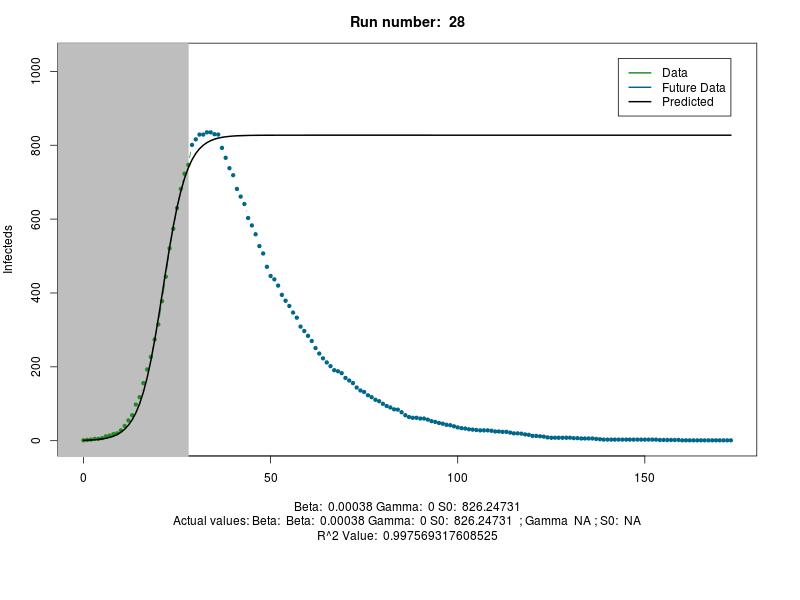 Run number: 28
1000
800
600
400
200
0
Infecteds
Data
Future Data
Predicted
0 50 100 150
Beta: 0.00038 Gamma: 0 S0: 826.24731
Actual values: Beta: Beta: 0.00038 Gamma: 0 S0: 826.24731 ; Gamma NA ; S0: NA
R^2 Value: 0.997569317608525